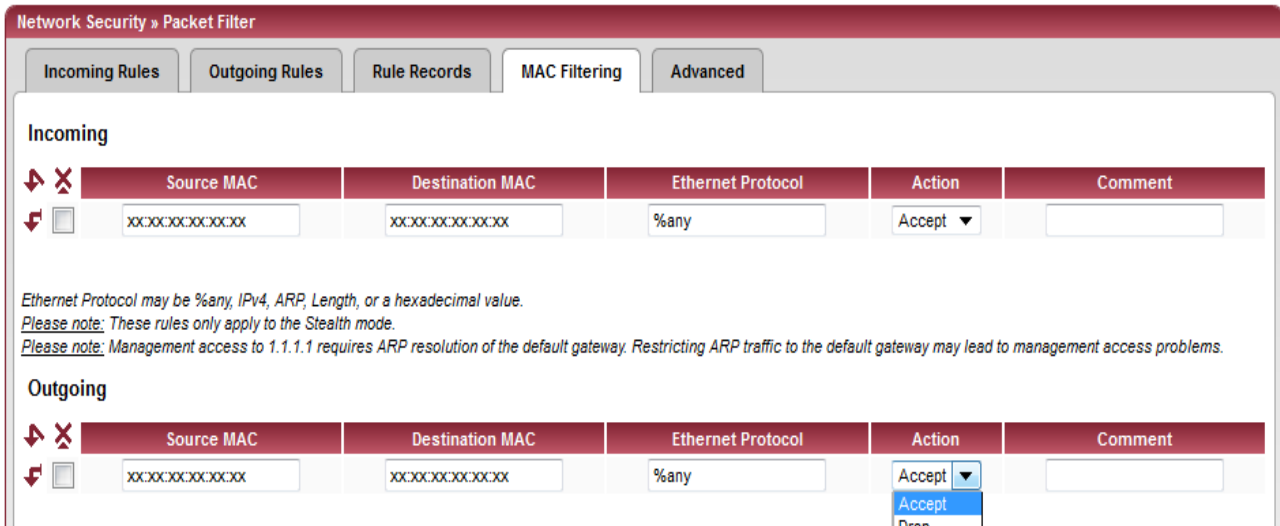 Network Security » Packet Filter
Incoming Rules Outgoing Rules Rule Records MAC Filtering Advanced
Incoming
Source MAC Destination MAC Ethernet Protocol Action Comment
xx:xx:xx:xx:xx:xx xx:xx:xx:xx:xx:xx %any Accept
Ethernet Protocol may be %any, IPv4, ARP, Length, or a hexadecimal value.
Please note: These rules only apply to the Stealth mode.
Please note: Management access to 1.1.1.1 requires ARP resolution of the default gateway. Restricting ARP traffic to the default gateway may lead to management access problems.
Outgoing
Source MAC Destination MAC Ethernet Protocol Action Comment
xx:xx:xx:xx:xx:xx xx:xx:xx:xx:xx:xx %any Accept
Accept
Drop